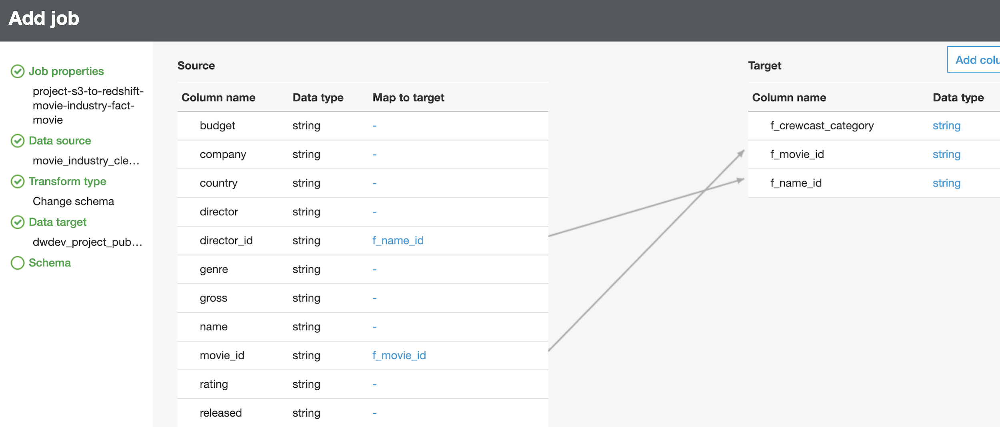 Add job
Job properties
project-s3-to-redshift-
movie-industry-fact-
movie
Data source
movie_industry_cle...
Transform type
Change schema
Data target
dwdev_project_pub...
Schema
Source
Column name Data type Map to target
budget string -
company string -
country string -
director string -
director_id string f_name_id
genre string -
gross string -
name string -
movie_id string f_movie_id
rating string -
released string -
Target
Add colu
Column name Data type
f_crewcast_category string
f_movie_id string
f_name_id string